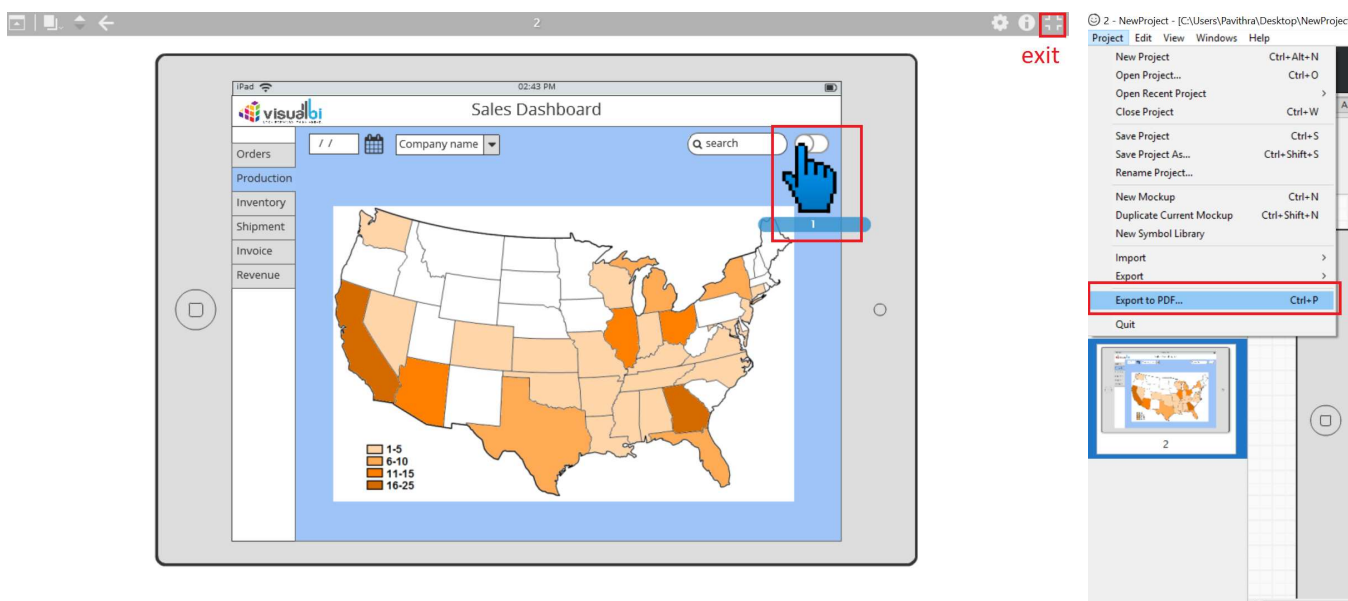 2
exit
iPad
02:43 PM
visualbi
Sales Dashboard
/ /
Company name
search
Orders
Production
Inventory
Shipment
Invoice
Revenue
1
1-5
6-10
11-15
16-25
2 - NewProject - [C:\Users\Pavithra\Desktop\NewProjec
Project Edit View Windows Help
New Project Ctrl+Alt+N
Open Project... Ctrl+O
Open Recent Project
Close Project Ctrl+W
Save Project Ctrl+S
Save Project As... Ctrl+Shift+S
Rename Project...
New Mockup Ctrl+N
Duplicate Current Mockup Ctrl+Shift+N
New Symbol Library
Import
Export
Export to PDF... Ctrl+P
Quit
A
2